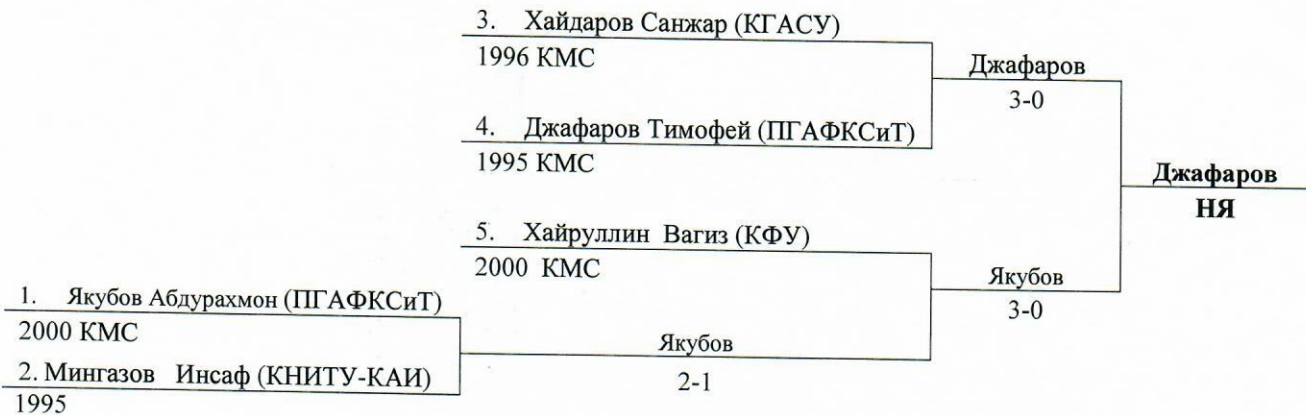 3. Хайдаров Санжар (КГАСУ)
1996 КМС
Джафаров
3-0
4. Джафаров Тимофей (ПГАФКСиТ)
1995 КМС
Джафаров
НЯ
5. Хайруллин Вагиз (КФУ)
2000 КМС
Якубов
3-0
1. Якубов Абдурахмон (ПГАФКСиТ)
2000 КМС
Якубов
2-1
2. Мингазов Инсаф (КНИТУ-КАИ)
1995